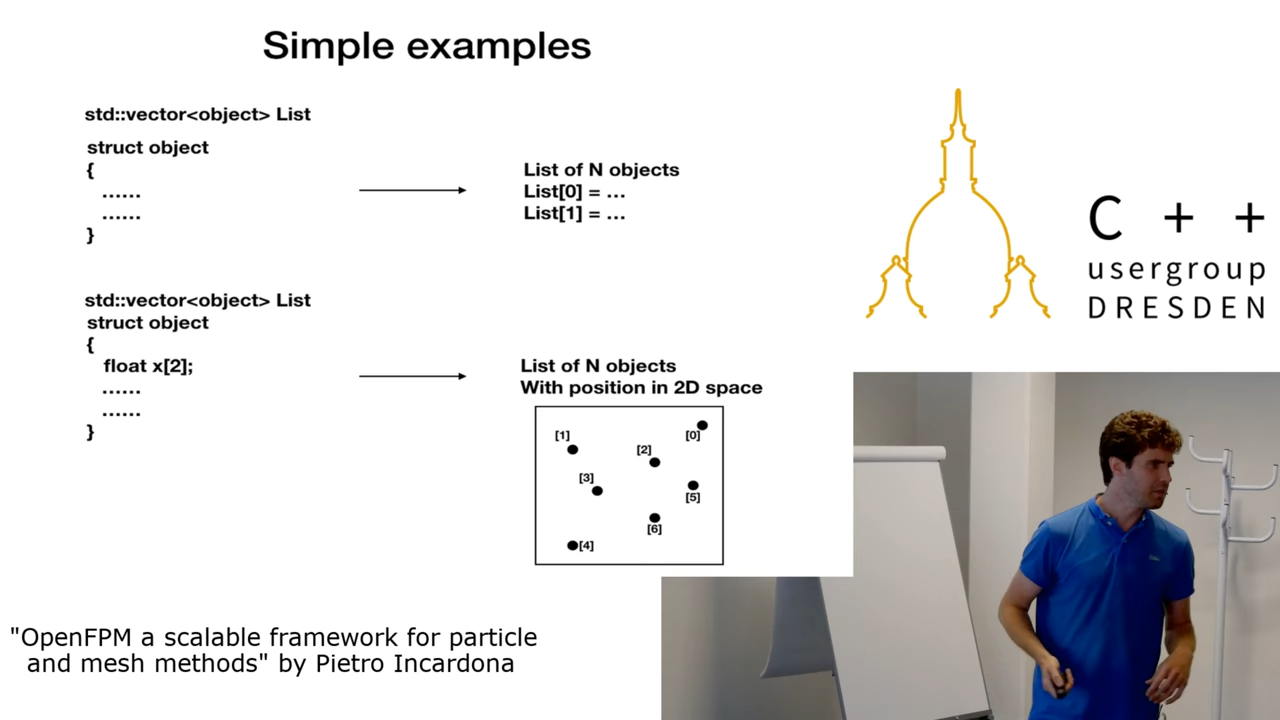 Simple examples
std::vector<object> List
struct object
{
......
......
}
List of N objects
List[0] = ...
List[1] = ...
std::vector<object> List
struct object
{
float x[2];
......
......
}
List of N objects
With position in 2D space
[0]
[1]
[2]
[3]
[5]
[6]
[4]
C + +
usergroup
DRESDEN
"OpenFPM a scalable framework for particle
and mesh methods" by Pietro Incardona